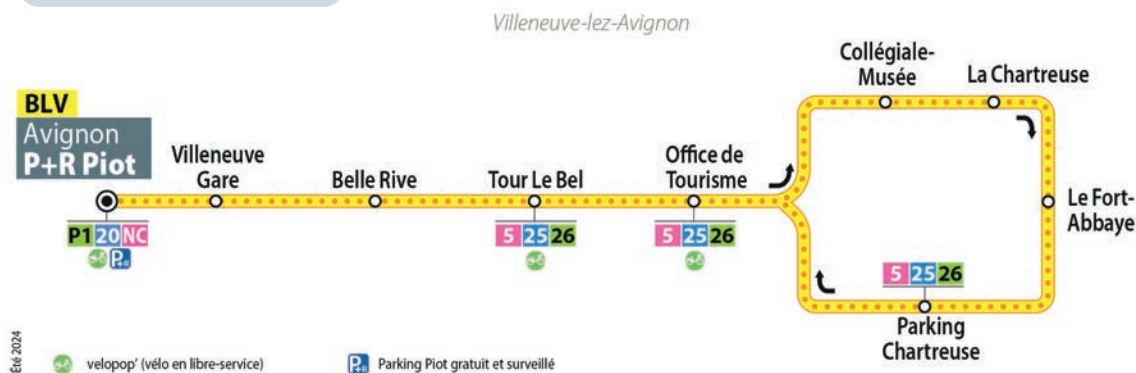 Villeneuve-lez-Avignon
BLV
Avignon
P+R Piot
Villeneuve
Gare
Belle Rive
Tour Le Bel
Office de
Tourisme
Collégiale-
Musée
La Chartreuse
Le Fort-
Abbaye
Parking
Chartreuse
P1 20 NC
P+R
5 25 26
5 25 26
5 25 26
Été 2024
velopop' (vélo en libre-service)
P+R Parking Piot gratuit et surveillé